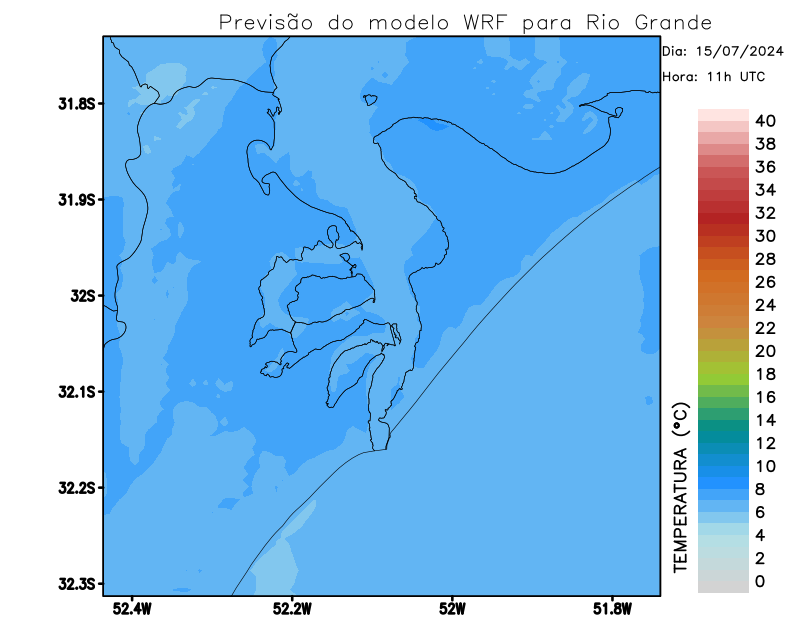 Previsão do modelo WRF para Rio Grande
Dia: 15/07/2024
Hora: 11h UTC
31.8S
31.9S
32S
32.1S
32.2S
32.3S
52.4W
52.2W
52W
51.8W
TEMPERATURA (°C)
40
38
36
34
32
30
28
26
24
22
20
18
16
14
12
10
8
6
4
2
0